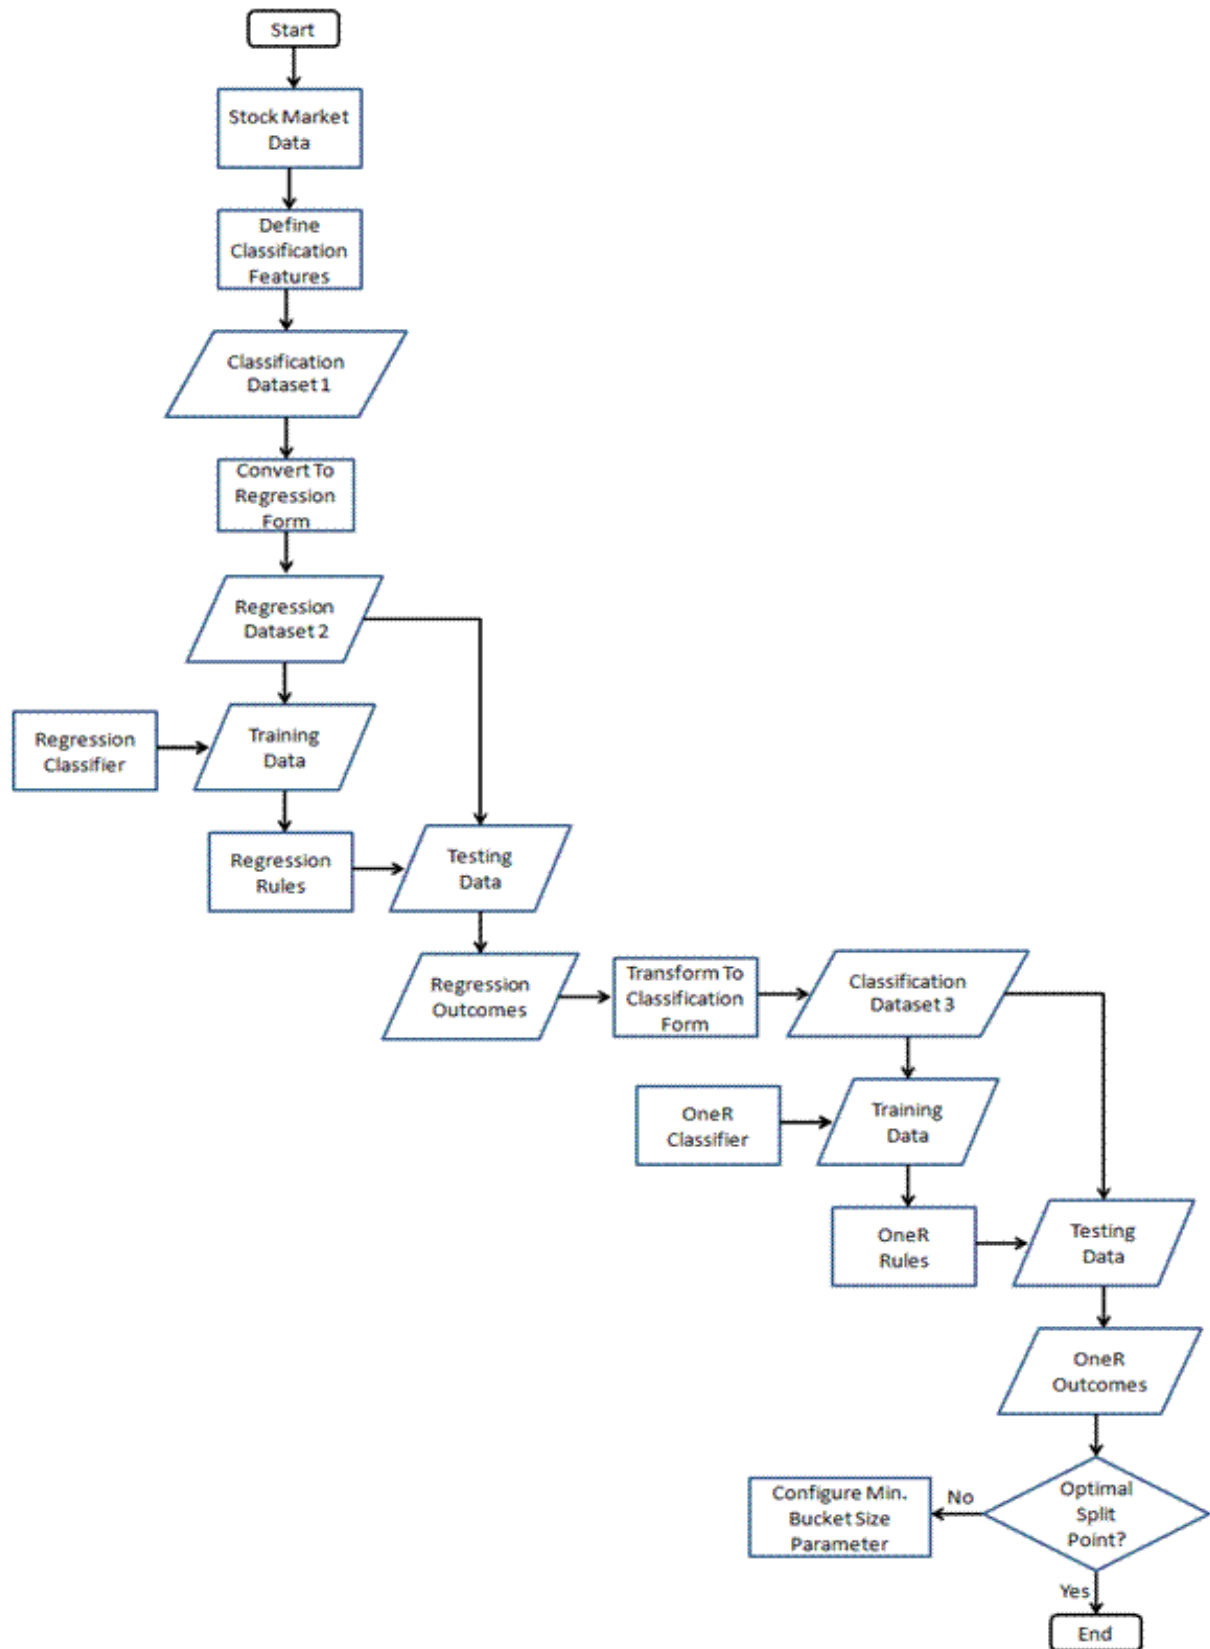 Start
Stock Market
Data
Define
Classification
Features
Classification
Dataset 1
Convert To
Regression
Form
Regression
Dataset 2
Regression
Classifier
Training
Data
Regression
Rules
Testing
Data
Regression
Outcomes
Transform To
Classification
Form
Classification
Dataset 3
OneR
Classifier
Training
Data
OneR
Rules
Testing
Data
OneR
Outcomes
Optimal
Split
Point?
No
Configure Min.
Bucket Size
Parameter
Yes
End